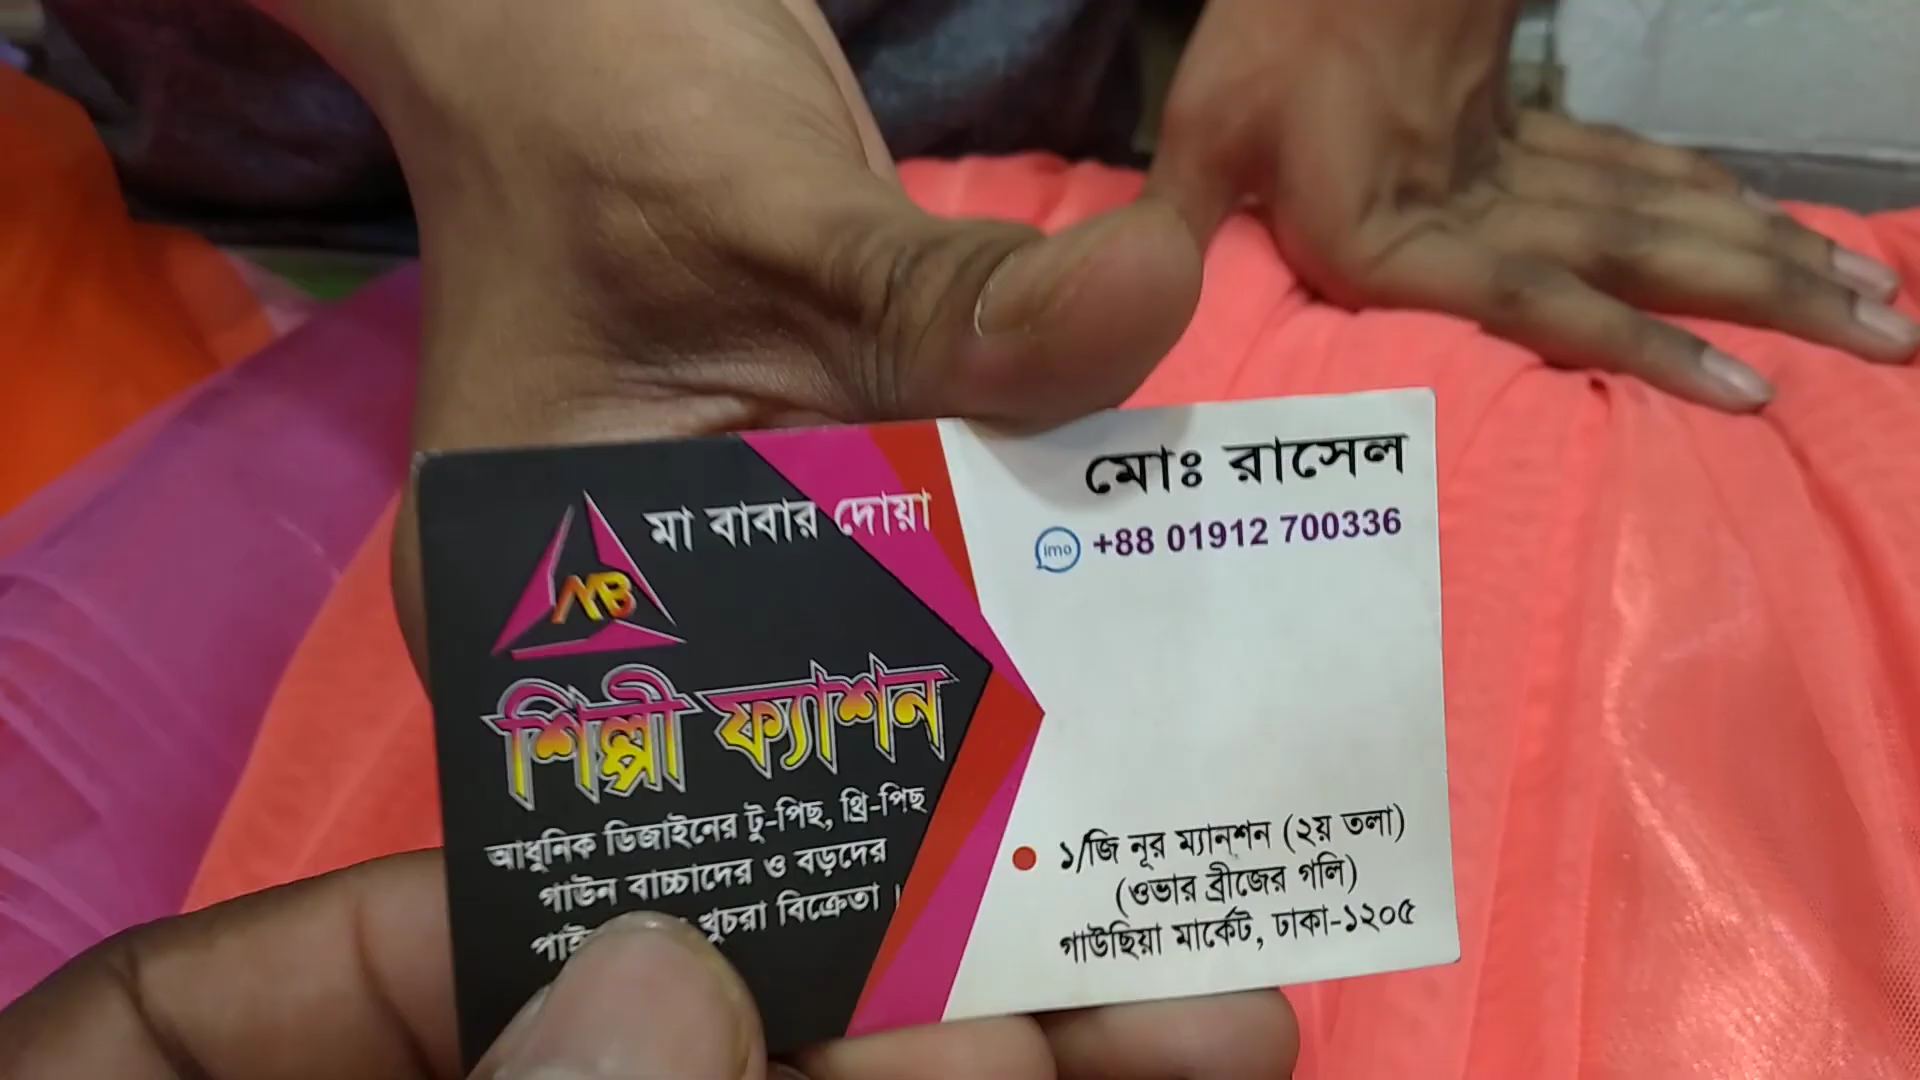 মা বাবার দোয়া
MB
শিল্পী ফ্যাশন
আধুনিক ডিজাইনের টু-পিছ, থ্রি-পিছ
গাউন বাচ্চাদের ও বড়দের
খুচরা বিক্রেতা।
মোঃ রাসেল
imo +88 01912 700336
১/জি নূর ম্যানশন (২য় তলা)
(ওভার ব্রীজের গলি)
গাউছিয়া মার্কেট, ঢাকা-১২০৫